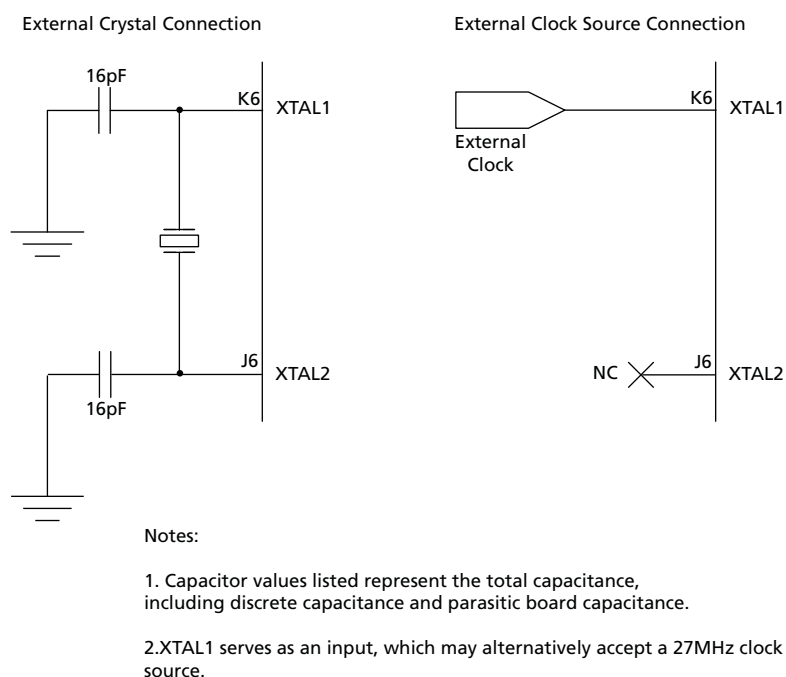 External Crystal Connection
16pF
K6
XTAL1
J6
XTAL2
16pF
External Clock Source Connection
K6
XTAL1
External
Clock
NC
J6
XTAL2
Notes:
1. Capacitor values listed represent the total capacitance,
including discrete capacitance and parasitic board capacitance.
2.XTAL1 serves as an input, which may alternatively accept a 27MHz clock
source.